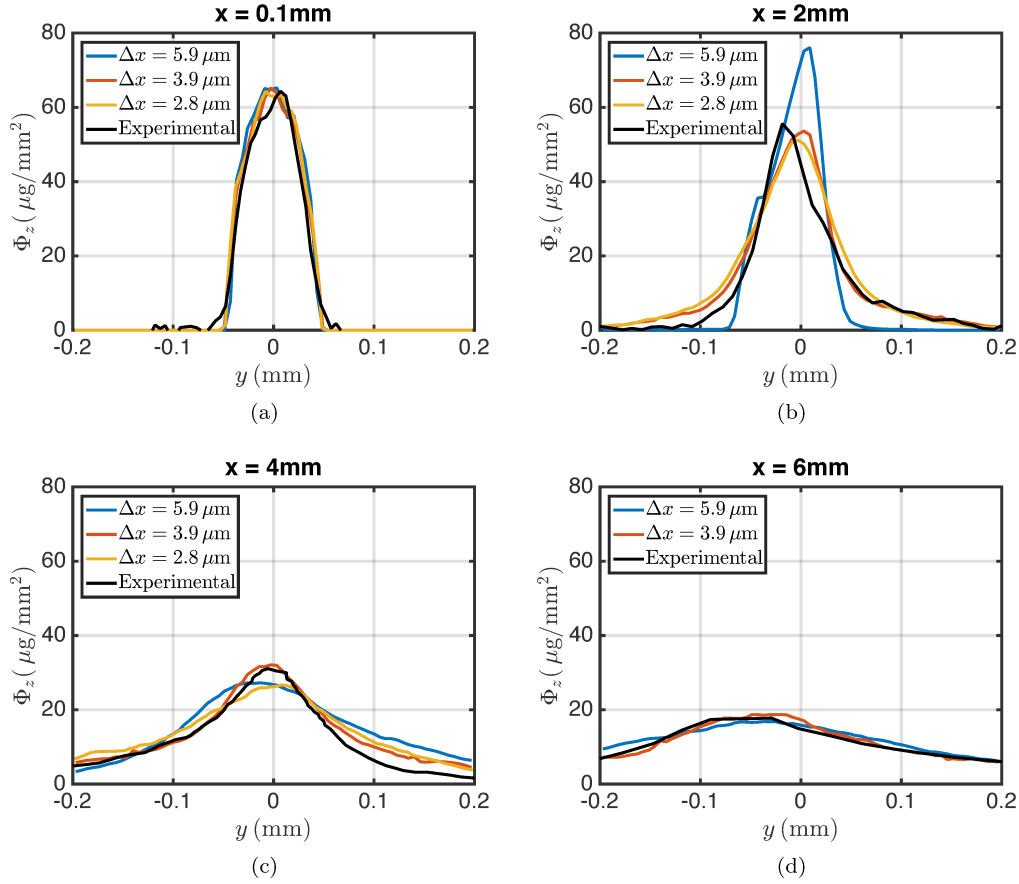 x = 0.1mm
80
60
40
20
0
Φz( μg/mm²)
Δx = 5.9 μm
Δx = 3.9 μm
Δx = 2.8 μm
Experimental
-0.2 -0.1 0 0.1 0.2
y (mm)
(a)
x = 2mm
80
60
40
20
0
Φz( μg/mm²)
Δx = 5.9 μm
Δx = 3.9 μm
Δx = 2.8 μm
Experimental
-0.2 -0.1 0 0.1 0.2
y (mm)
(b)
x = 4mm
80
60
40
20
0
Φz( μg/mm²)
Δx = 5.9 μm
Δx = 3.9 μm
Δx = 2.8 μm
Experimental
-0.2 -0.1 0 0.1 0.2
y (mm)
(c)
x = 6mm
80
60
40
20
0
Φz( μg/mm²)
Δx = 5.9 μm
Δx = 3.9 μm
Experimental
-0.2 -0.1 0 0.1 0.2
y (mm)
(d)